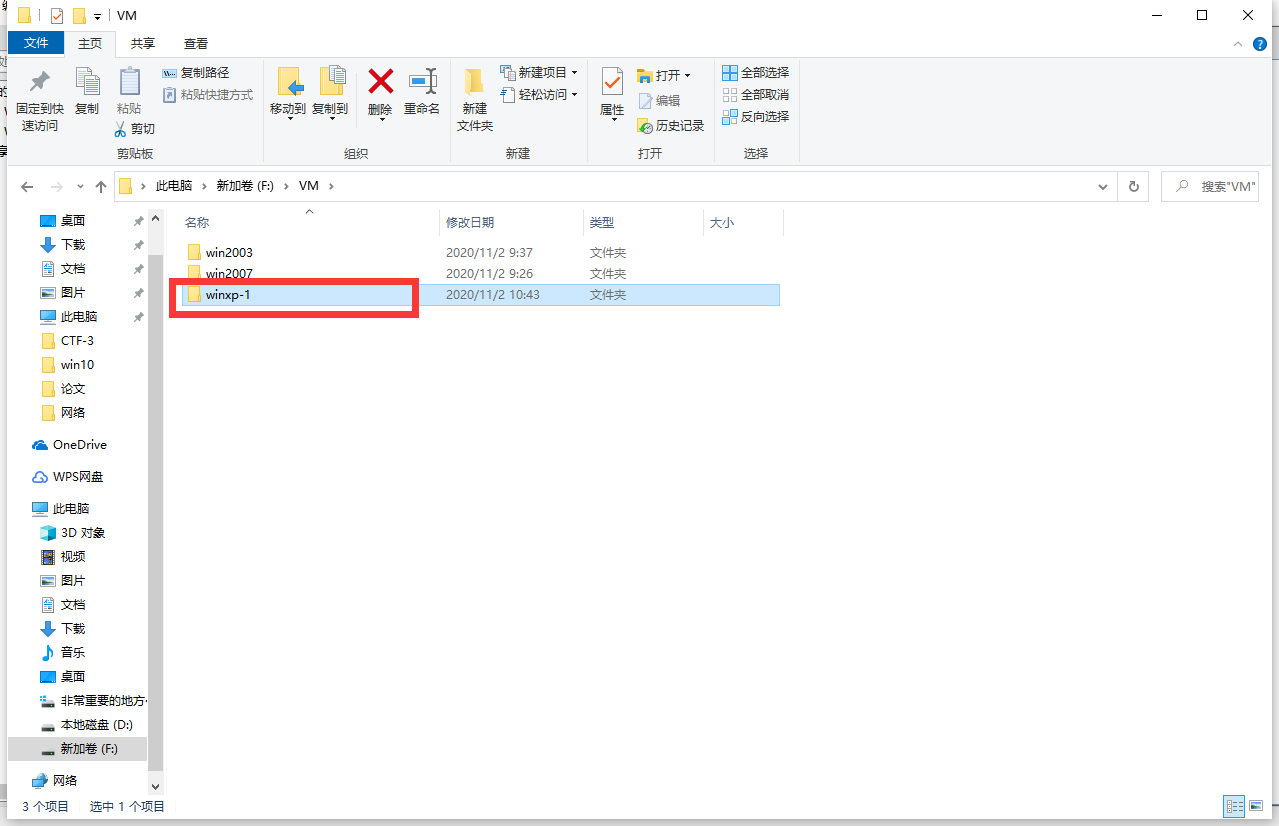 VM
文件 主页 共享 查看
固定到快速访问
复制
粘贴
复制路径
粘贴快捷方式
剪切
剪贴板
移动到
复制到
删除
重命名
组织
新建文件夹
新建项目
轻松访问
新建
属性
打开
编辑
历史记录
打开
全部选择
全部取消
反向选择
选择
此电脑 新加卷 (F:) VM
搜索"VM"
桌面
下载
文档
图片
此电脑
CTF-3
win10
论文
网络
OneDrive
WPS网盘
此电脑
3D 对象
视频
图片
文档
下载
音乐
桌面
非常重要的地方
本地磁盘 (D:)
新加卷 (F:)
网络
名称 修改日期 类型 大小
win2003 2020/11/2 9:37 文件夹
win2007 2020/11/2 9:26 文件夹
winxp-1 2020/11/2 10:43 文件夹
3 个项目 选中 1 个项目